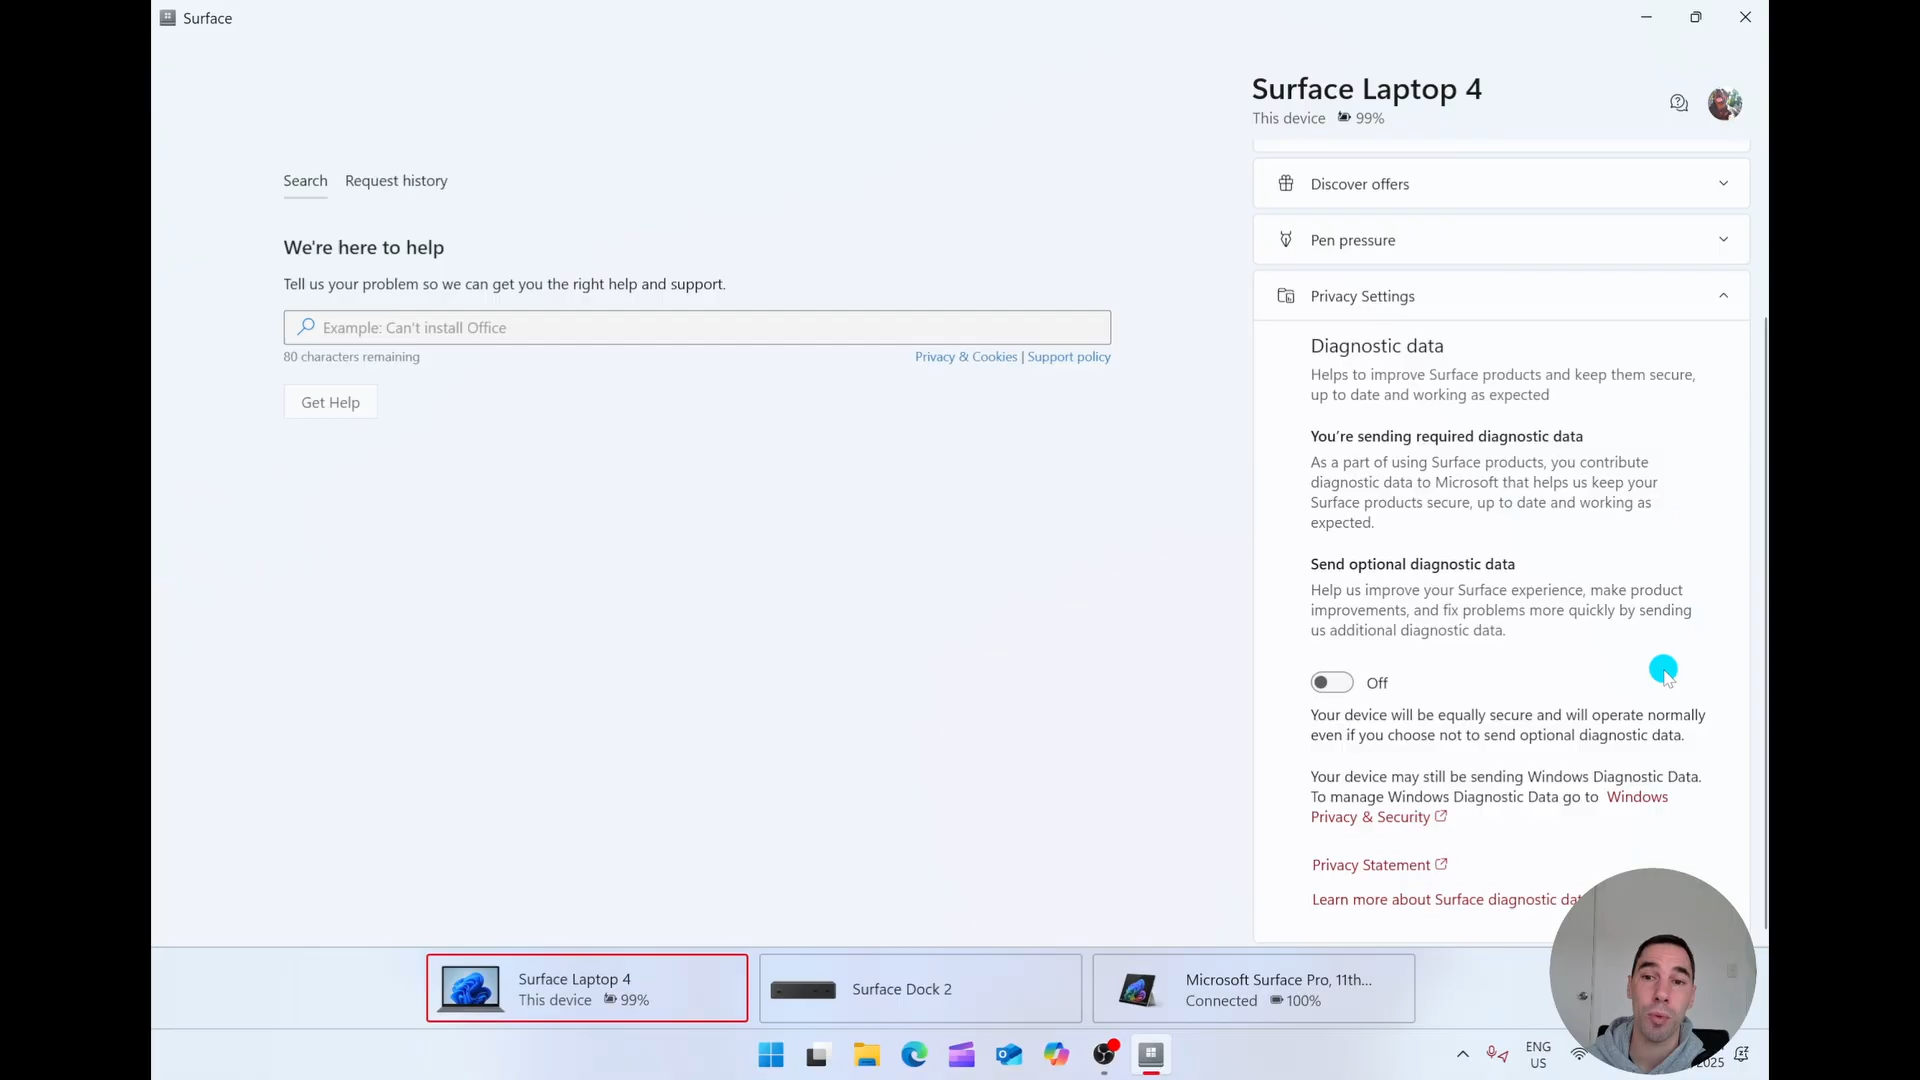 Surface
Surface Laptop 4
This device 99%
Search Request history
We're here to help
Tell us your problem so we can get you the right help and support.
Example: Can't install Office
80 characters remaining
Privacy & Cookies | Support policy
Get Help
Discover offers
Pen pressure
Privacy Settings
Diagnostic data
Helps to improve Surface products and keep them secure,
up to date and working as expected
You're sending required diagnostic data
As a part of using Surface products, you contribute
diagnostic data to Microsoft that helps us keep your
Surface products secure, up to date and working as
expected.
Send optional diagnostic data
Help us improve your Surface experience, make product
improvements, and fix problems more quickly by sending
us additional diagnostic data.
Off
Your device will be equally secure and will operate normally
even if you choose not to send optional diagnostic data.
Your device may still be sending Windows Diagnostic Data.
To manage Windows Diagnostic Data go to Windows
Privacy & Security
Privacy Statement
Learn more about Surface diagnostic
Surface Laptop 4
This device 99%
Surface Dock 2
Microsoft Surface Pro, 11th...
Connected 100%
ENG
US
2025